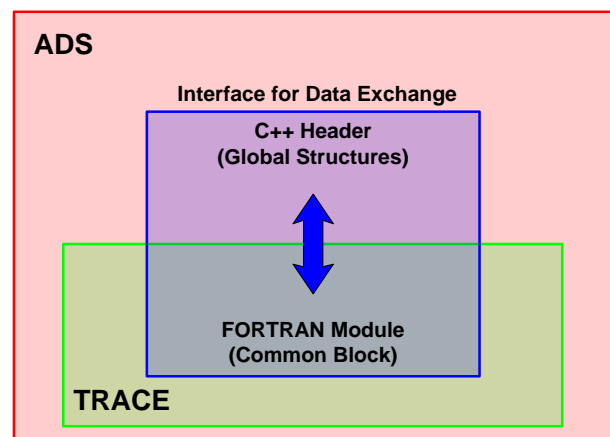 ADS
Interface for Data Exchange
C++ Header
(Global Structures)
FORTRAN Module
(Common Block)
TRACE